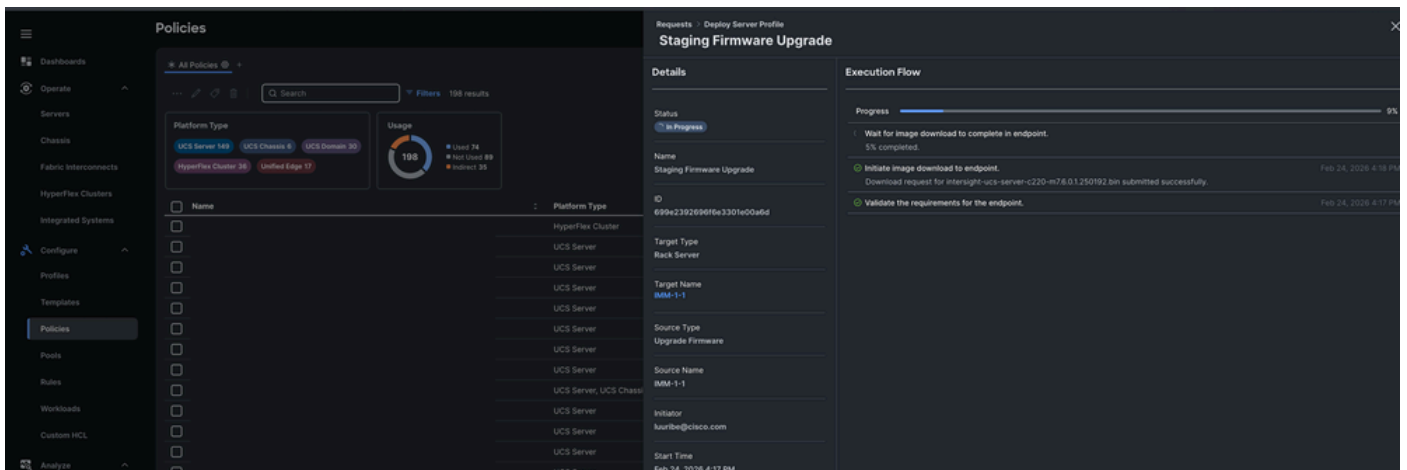 Policies
Dashboards
Operate
Servers
Chassis
Fabric Interconnects
HyperFlex Clusters
Integrated Systems
Configure
Profiles
Templates
Policies
Pools
Rules
Workloads
Custom HCL
Analyze
All Policies
Search
Filters 198 results
Platform Type
UCS Server 149 UCS Chassis 6 UCS Domain 30
HyperFlex Cluster 36 Unified Edge 17
Usage
198
Used 74
Not Used 89
Indirect 35
Name Platform Type
HyperFlex Cluster
UCS Server
UCS Server
UCS Server
UCS Server
UCS Server
UCS Server
UCS Server
UCS Server, UCS Chassi
UCS Server
UCS Server
UCS Server
Requests > Deploy Server Profile
Staging Firmware Upgrade
Details
Status
In Progress
Name
Staging Firmware Upgrade
ID
699e2392696f6e3301e00a6d
Target Type
Rack Server
Target Name
IMM-1-1
Source Type
Upgrade Firmware
Source Name
IMM-1-1
Initiator
luuribe@cisco.com
Start Time
Feb 24, 2026 4:17 PM
Execution Flow
Progress 9%
Wait for image download to complete in endpoint.
5% completed.
Initiate image download to endpoint. Feb 24, 2026 4:18 PM
Download request for intersight-ucs-server-c220-m7.6.0.1.250192.bin submitted successfully.
Validate the requirements for the endpoint. Feb 24, 2026 4:17 PM